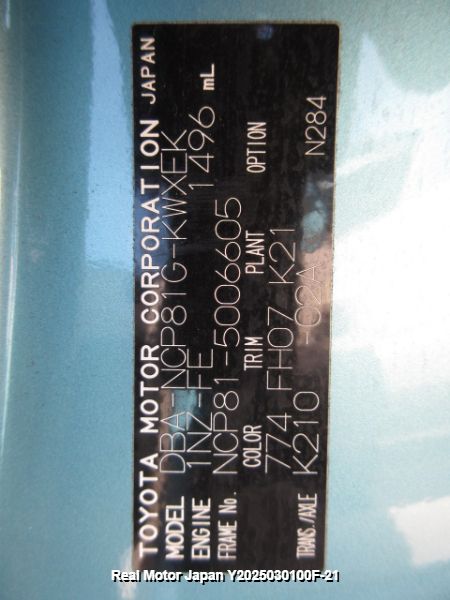 TOYOTA MOTOR CORPORATION JAPAN
MODEL DBA-NCP81G-KWXEK
ENGINE 1NZ-FE 1496 mL
FRAME No. NCP81-5006605
COLOR TRIM PLANT OPTION
774 FH07 K21
TRANS./AXLE K210 -02A N284
Real Motor Japan Y2025030100F-21